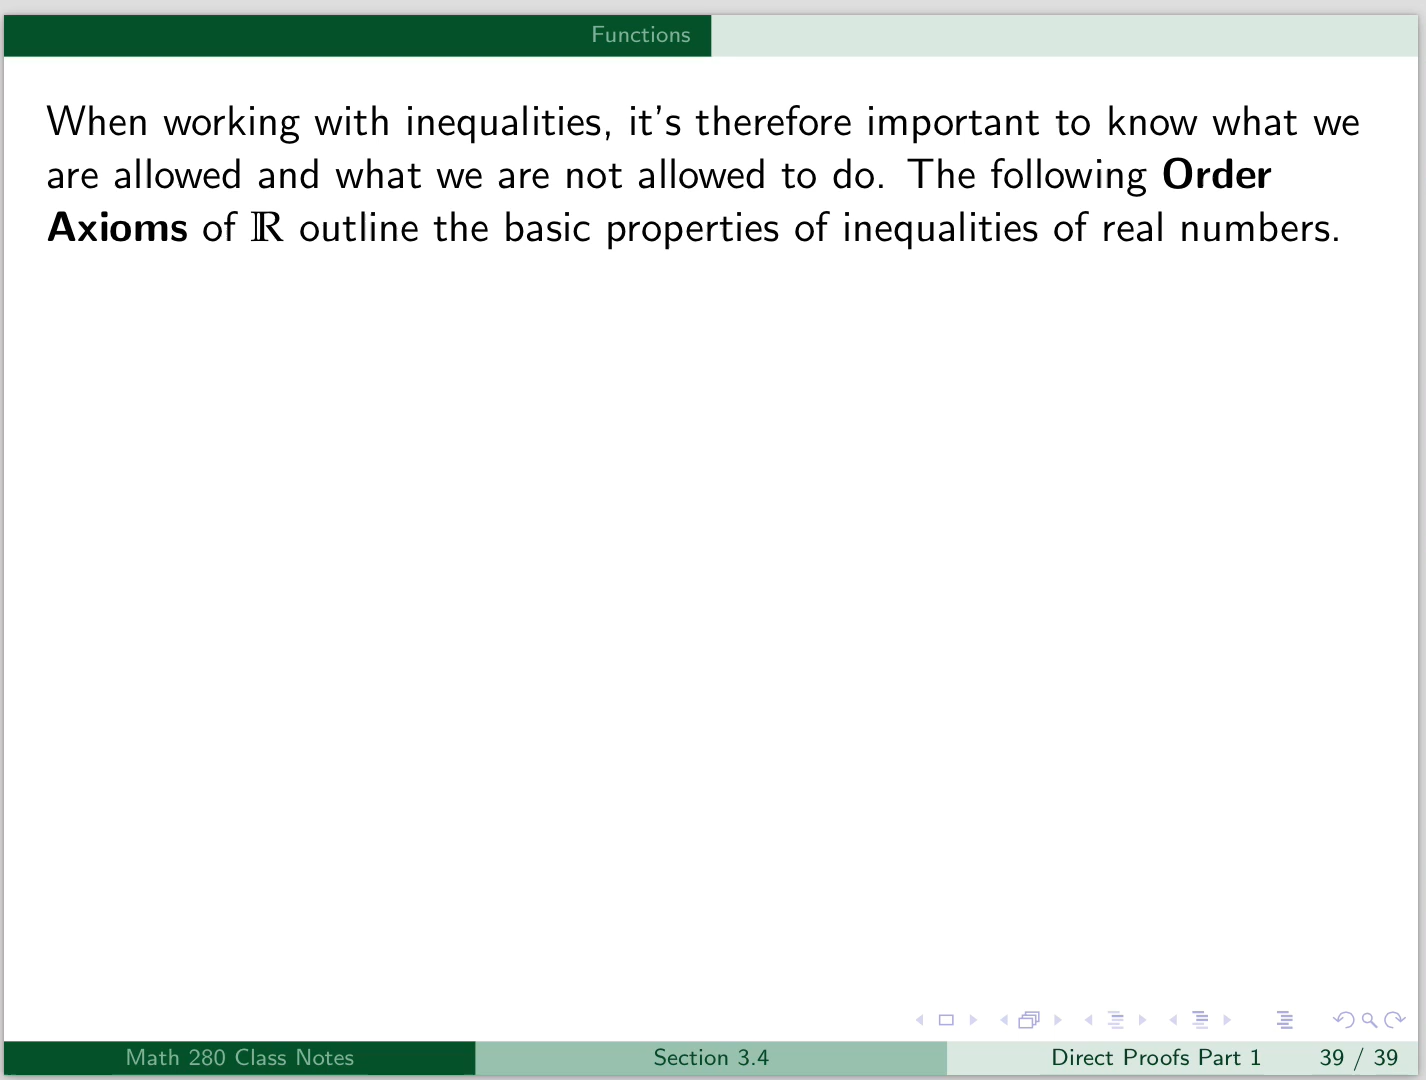 Functions
When working with inequalities, it's therefore important to know what we
are allowed and what we are not allowed to do. The following Order
Axioms of ℝ outline the basic properties of inequalities of real numbers.
Math 280 Class Notes Section 3.4 Direct Proofs Part 1 39 / 39